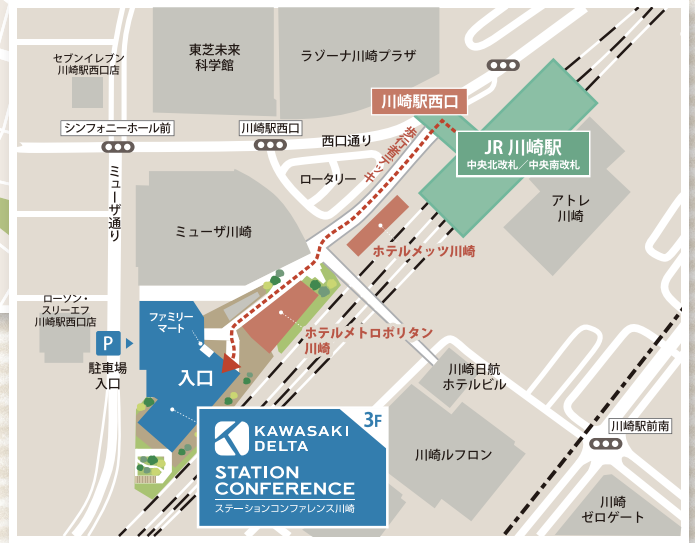 セブンイレブン
川崎駅西口店
東芝未来
科学館
ラゾーナ川崎プラザ
川崎駅西口
シンフォニーホール前
川崎駅西口
西口通り
歩行者デッキ
JR 川崎駅
中央北改札／中央南改札
ロータリー
ミューザ通り
アトレ
川崎
ミューザ川崎
ホテルメッツ川崎
ローソン・
スリーエフ
川崎駅西口店
ファミリー
マート
P
駐車場
入口
入口
ホテルメトロポリタン
川崎
川崎日航
ホテルビル
3F
KAWASAKI
DELTA
STATION
CONFERENCE
ステーションコンファレンス川崎
川崎ルフロン
川崎駅前南
川崎
ゼロゲート